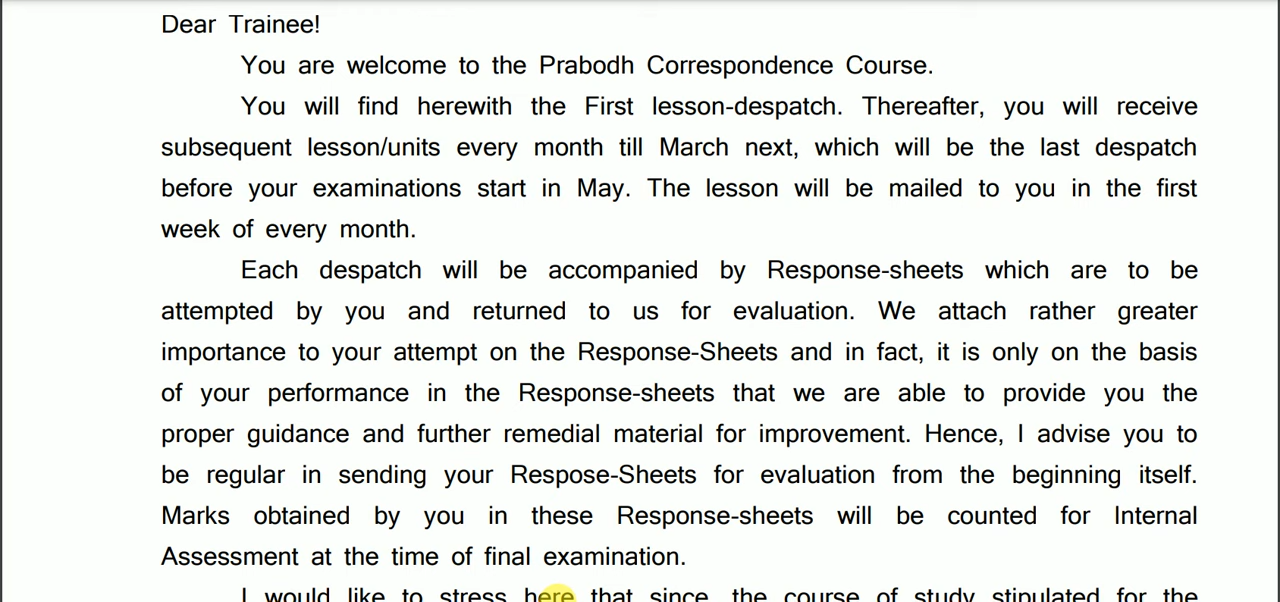 Dear Trainee!
You are welcome to the Prabodh Correspondence Course.
You will find herewith the First lesson-despatch. Thereafter, you will receive
subsequent lesson/units every month till March next, which will be the last despatch
before your examinations start in May. The lesson will be mailed to you in the first
week of every month.
Each despatch will be accompanied by Response-sheets which are to be
attempted by you and returned to us for evaluation. We attach rather greater
importance to your attempt on the Response-Sheets and in fact, it is only on the basis
of your performance in the Response-sheets that we are able to provide you the
proper guidance and further remedial material for improvement. Hence, I advise you to
be regular in sending your Respose-Sheets for evaluation from the beginning itself.
Marks obtained by you in these Response-sheets will be counted for Internal
Assessment at the time of final examination.
I would like to stress here that since, the course of study stipulated for the